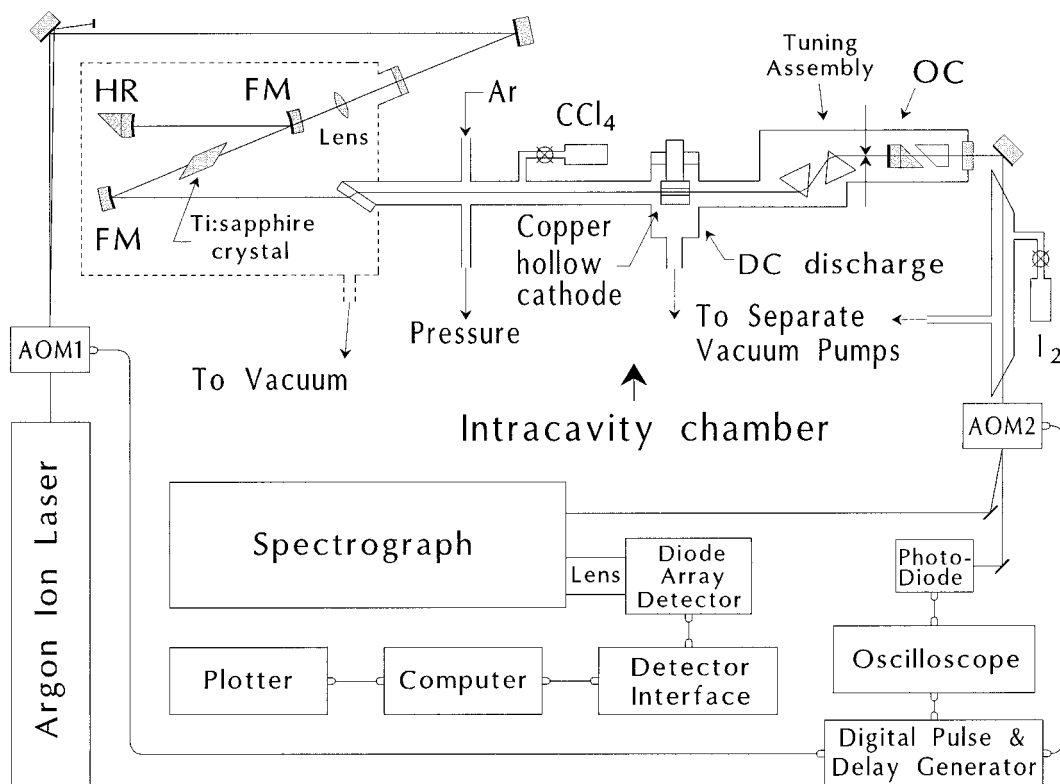 Tuning
Assembly
OC
HR
FM
Ar
CCl4
Lens
FM
Ti:sapphire
crystal
Copper
hollow
cathode
DC discharge
Pressure
To Separate
Vacuum Pumps
I2
AOM1
To Vacuum
Intracavity chamber
AOM2
Argon Ion Laser
Spectrograph
Lens
Diode
Array
Detector
Photo-
Diode
Plotter
Computer
Detector
Interface
Oscilloscope
Digital Pulse &
Delay Generator